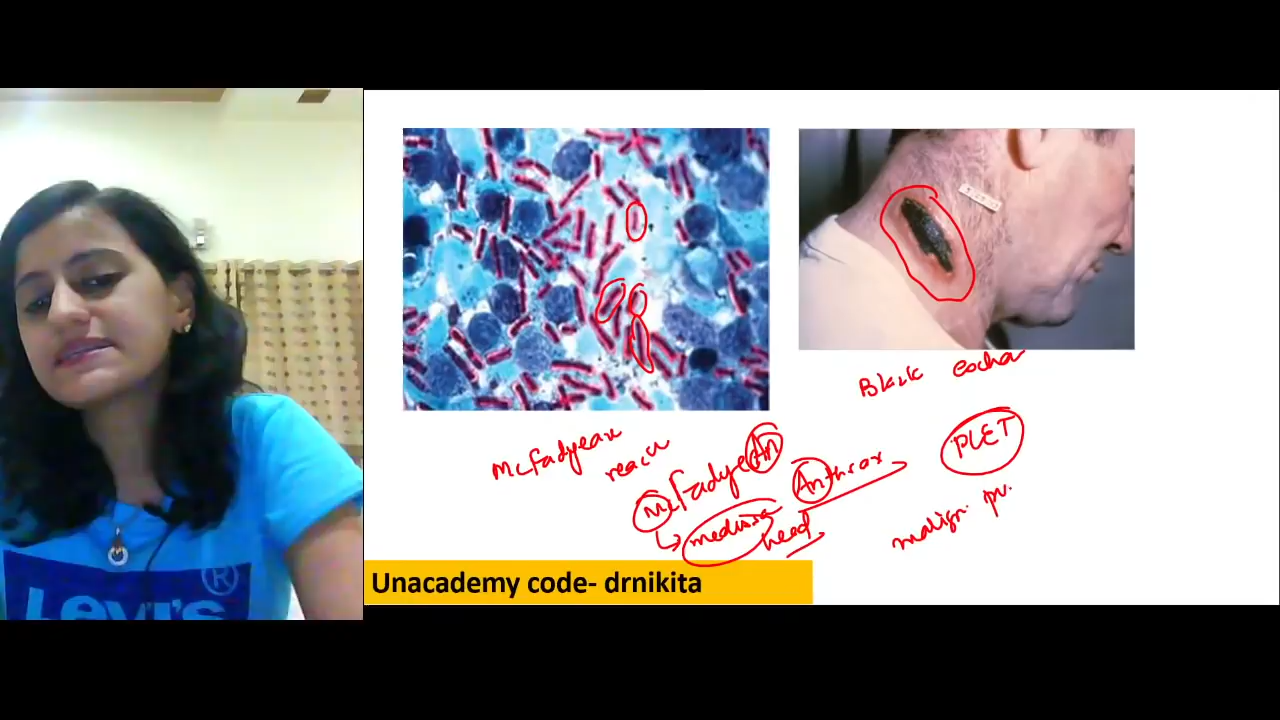 Black eschar
McFadyean
reacn
McFadyeAn
Anthrax
PLET
medusa
head
malign. pu.
Unacademy code- drnikita
Levi's
®